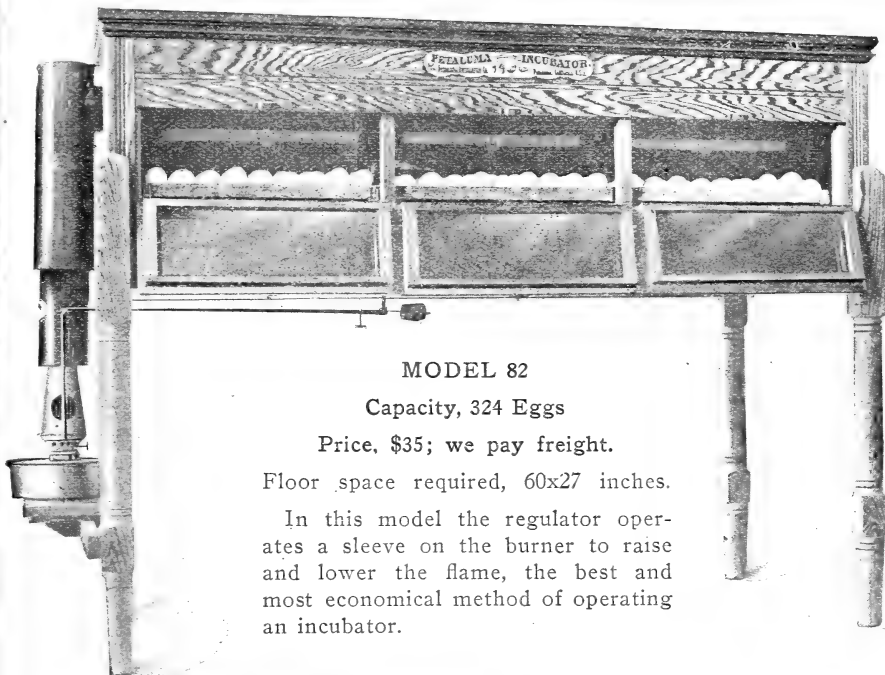 PETALUMA INCUBATOR.
MODEL 82
Capacity, 324 Eggs
Price, $35; we pay freight.
Floor space required, 60x27 inches.
In this model the regulator oper-
ates a sleeve on the burner to raise
and lower the flame, the best and
most economical method of operating
an incubator.